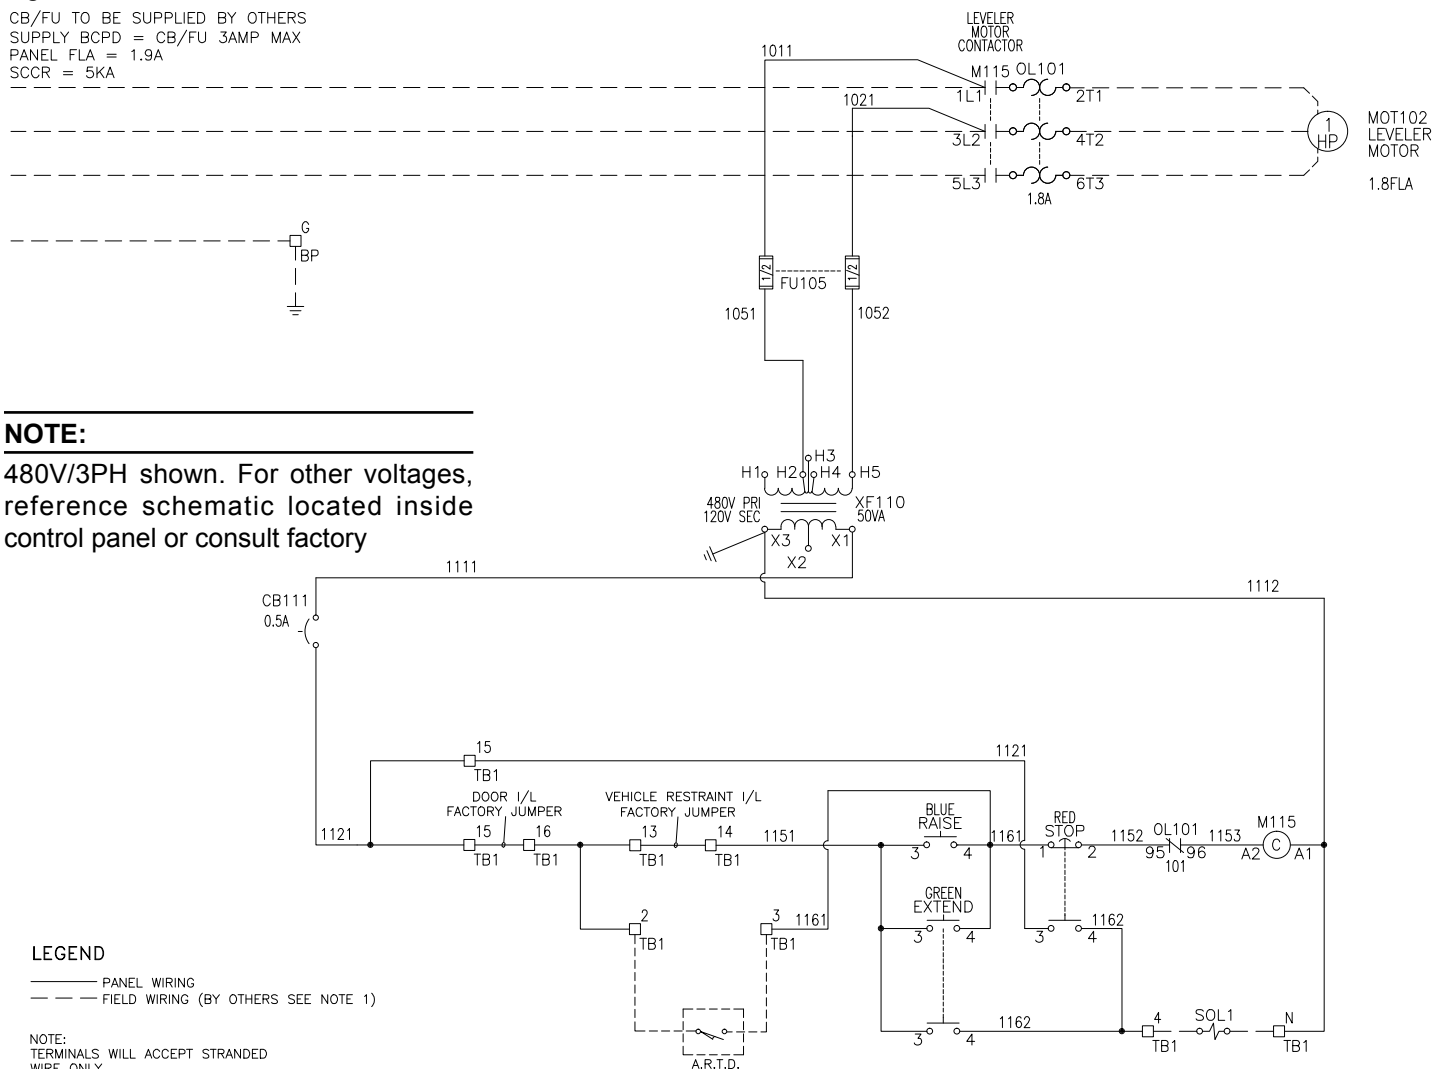 CB/FU TO BE SUPPLIED BY OTHERS
SUPPLY BCPD = CB/FU 3AMP MAX
PANEL FLA = 1.9A
SCCR = 5KA
LEVELER
MOTOR
CONTACTOR
1011
M115 OL101
1L1
2T1
1021
3L2
4T2
5L3
6T3
1.8A
1
HP
MOT102
LEVELER
MOTOR
1.8FLA
G
BP
1/2
FU105
1/2
1051
1052
NOTE:
480V/3PH shown. For other voltages,
reference schematic located inside
control panel or consult factory
H1 H2 H3 H4 H5
480V PRI
120V SEC
XF110
50VA
X3 X1
X2
1111
1112
CB111
0.5A
15
TB1
1121
DOOR I/L
FACTORY JUMPER
VEHICLE RESTRAINT I/L
FACTORY JUMPER
1121
15
TB1
16
TB1
13
TB1
14
TB1
1151
BLUE
RAISE
3 4
1161
RED
STOP
1 2
1152
OL101
95 96
101
1153
M115
A2 C A1
2
TB1
3
TB1
1161
GREEN
EXTEND
3 4
3 4
1162
A.R.T.D.
3 4
1162
4
TB1
SOL1
N
TB1
LEGEND
PANEL WIRING
FIELD WIRING (BY OTHERS SEE NOTE 1)
NOTE:
TERMINALS WILL ACCEPT STRANDED
WIRE ONLY